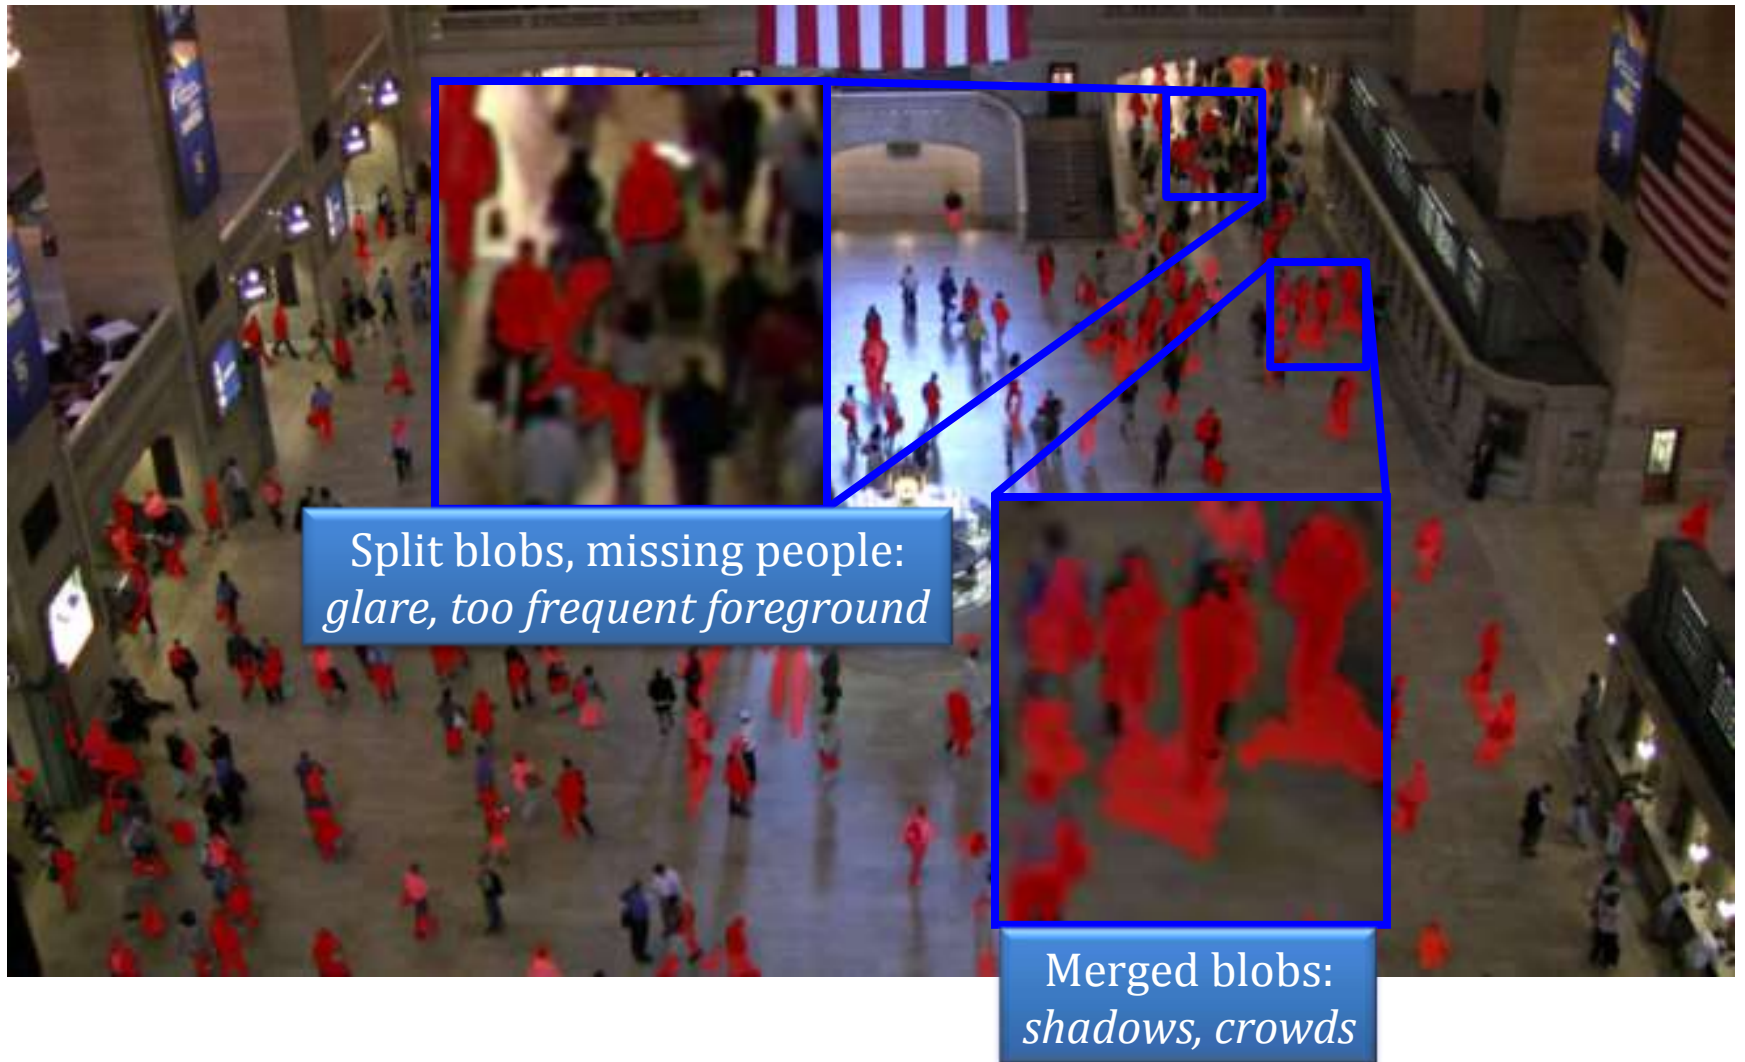 Split blobs, missing people:
glare, too frequent foreground
Merged blobs:
shadows, crowds